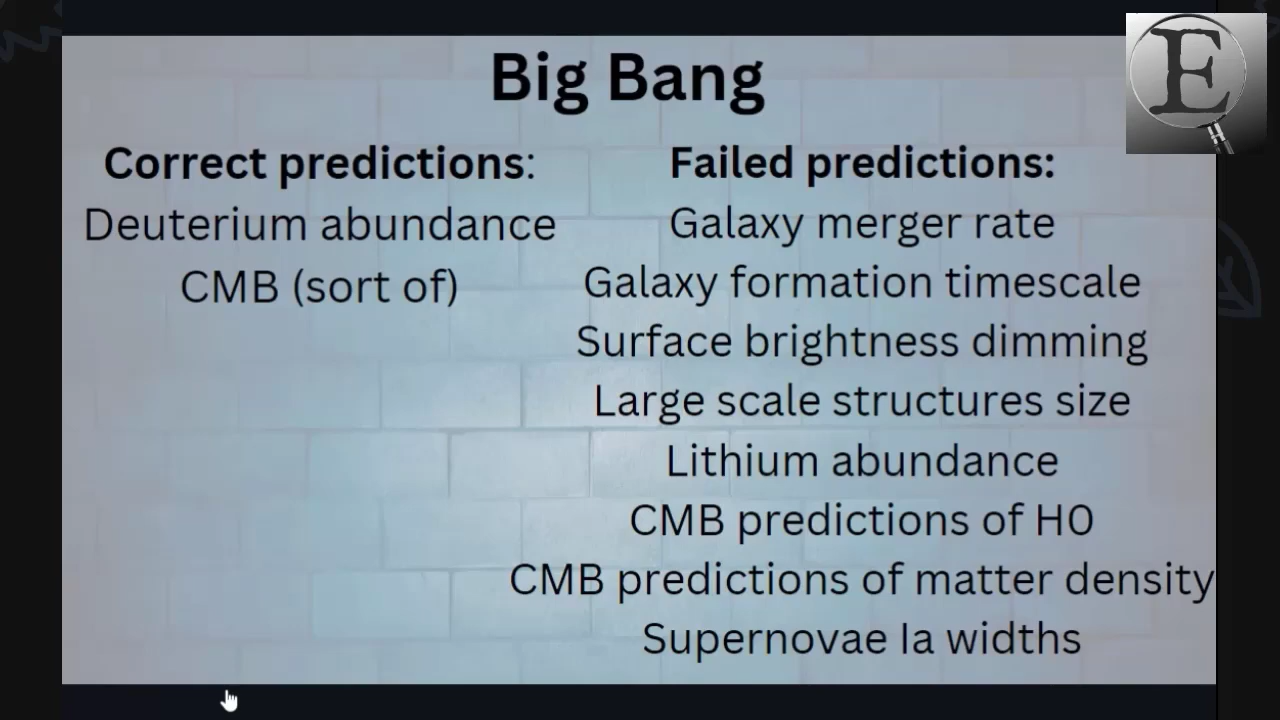 Big Bang
Correct predictions:
Deuterium abundance
CMB (sort of)
Failed predictions:
Galaxy merger rate
Galaxy formation timescale
Surface brightness dimming
Large scale structures size
Lithium abundance
CMB predictions of H0
CMB predictions of matter density
Supernovae Ia widths
E